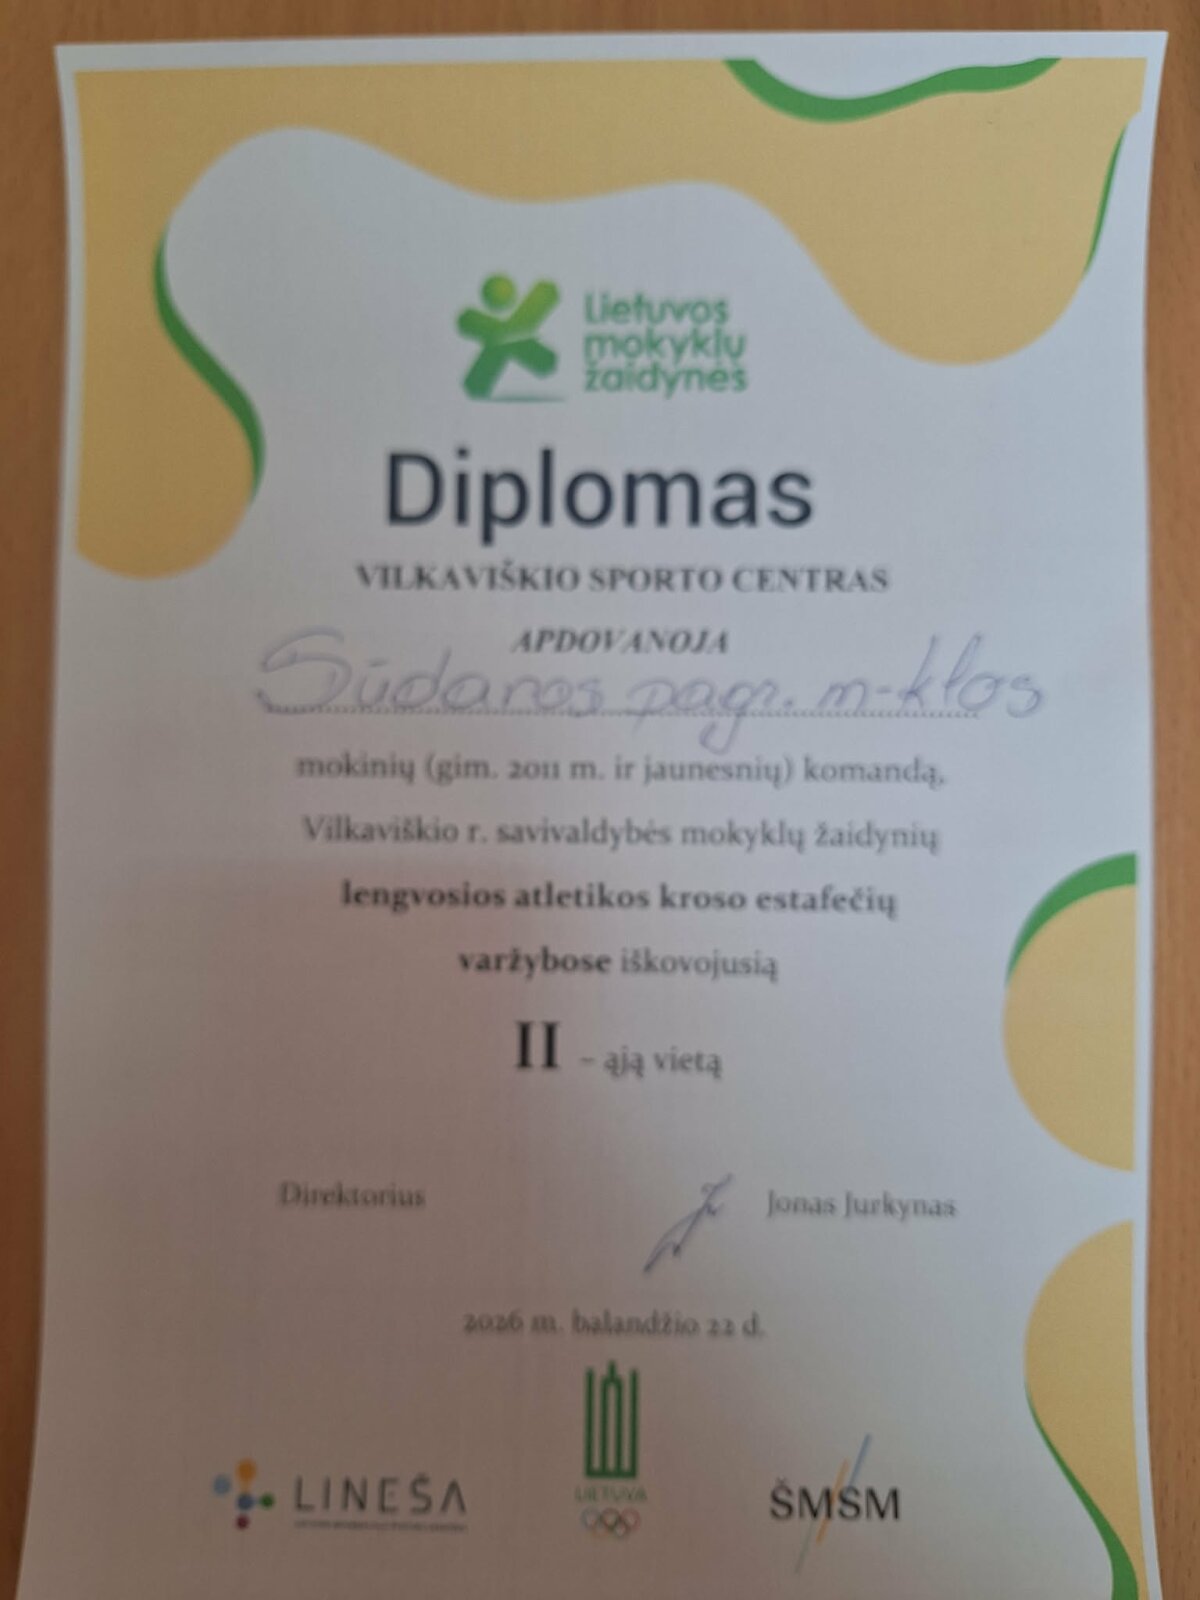 Lietuvos
mokyklų
žaidynės
Diplomas
VILKAVIŠKIO SPORTO CENTRAS
APDOVANOJA
Sūdavos pagr. m-klos
mokinių (gim. 2011 m. ir jaunesnių) komandą,
Vilkaviškio r. savivaldybės mokyklų žaidynių
lengvosios atletikos kroso estafečių
varžybose iškovojusią
II - ąją vietą
Direktorius Jonas Jurkynas
2026 m. balandžio 22 d.
LINEŠA
LIETUVA
ŠMSM